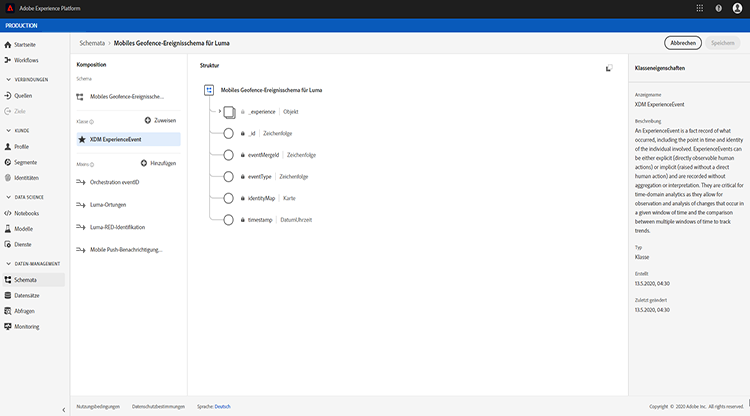 Adobe Experience Platform
PRODUCTION
Startseite
Workflows
VERBINDUNGEN
Quellen
Ziele
KUNDE
Profile
Segmente
Identitäten
DATA SCIENCE
Notebooks
Modelle
Dienste
DATEN-MANAGEMENT
Schemata
Datensätze
Abfragen
Monitoring
Schemata > Mobiles Geofence-Ereignisschema für Luma
Abbrechen
Speichern
Komposition
Schema
Mobiles Geofence-Ereignissche...
Klasse
Zuweisen
XDM ExperienceEvent
Hinzufügen
Orchestration eventID
Luma-Ortungen
Luma-RED-Identifikation
Mobile Push-Benachrichtigung...
Struktur
Mobiles Geofence-Ereignisschema für Luma
_experience | Objekt
_id | Zeichenfolge
eventMergeId | Zeichenfolge
eventType | Zeichenfolge
identityMap | Karte
timestamp | DatumUhrzeit
Klasseneigenschaften
Anzeigename
XDM ExperienceEvent
Beschreibung
An ExperienceEvent is a fact record of what
occurred, including the point in time and identity
of the individual involved. ExperienceEvents can
be either explicit (directly observable human
actions) or implicit (raised without a direct
human action) and are recorded without
aggregation or interpretation. They are critical for
time-domain analytics as they allow for
observation and analysis of changes that occur in
a given window of time and the comparison
between multiple windows of time to track
trends.
Typ
Klasse
Erstellt
13.5.2020, 04:30
Zuletzt geändert
13.5.2020, 04:30
Nutzungsbedingungen
Datenschutzbestimmungen
Sprache: Deutsch
Copyright © 2020 Adobe Inc. All rights reserved.